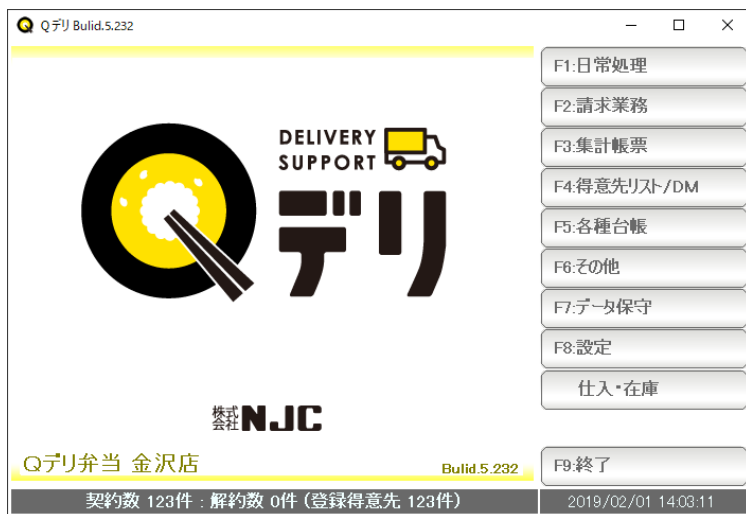 Qデリ Bulid.5.232
F1:日常処理
F2:請求業務
F3:集計帳票
F4:得意先リスト/DM
F5:各種台帳
F6:その他
F7:データ保守
F8:設定
仕入・在庫
F9:終了
DELIVERY
SUPPORT
Qデリ
株式会社NJC
Qデリ弁当 金沢店
Bulid.5.232
契約数 123件 : 解約数 0件 (登録得意先 123件)
2019/02/01 14:03:11